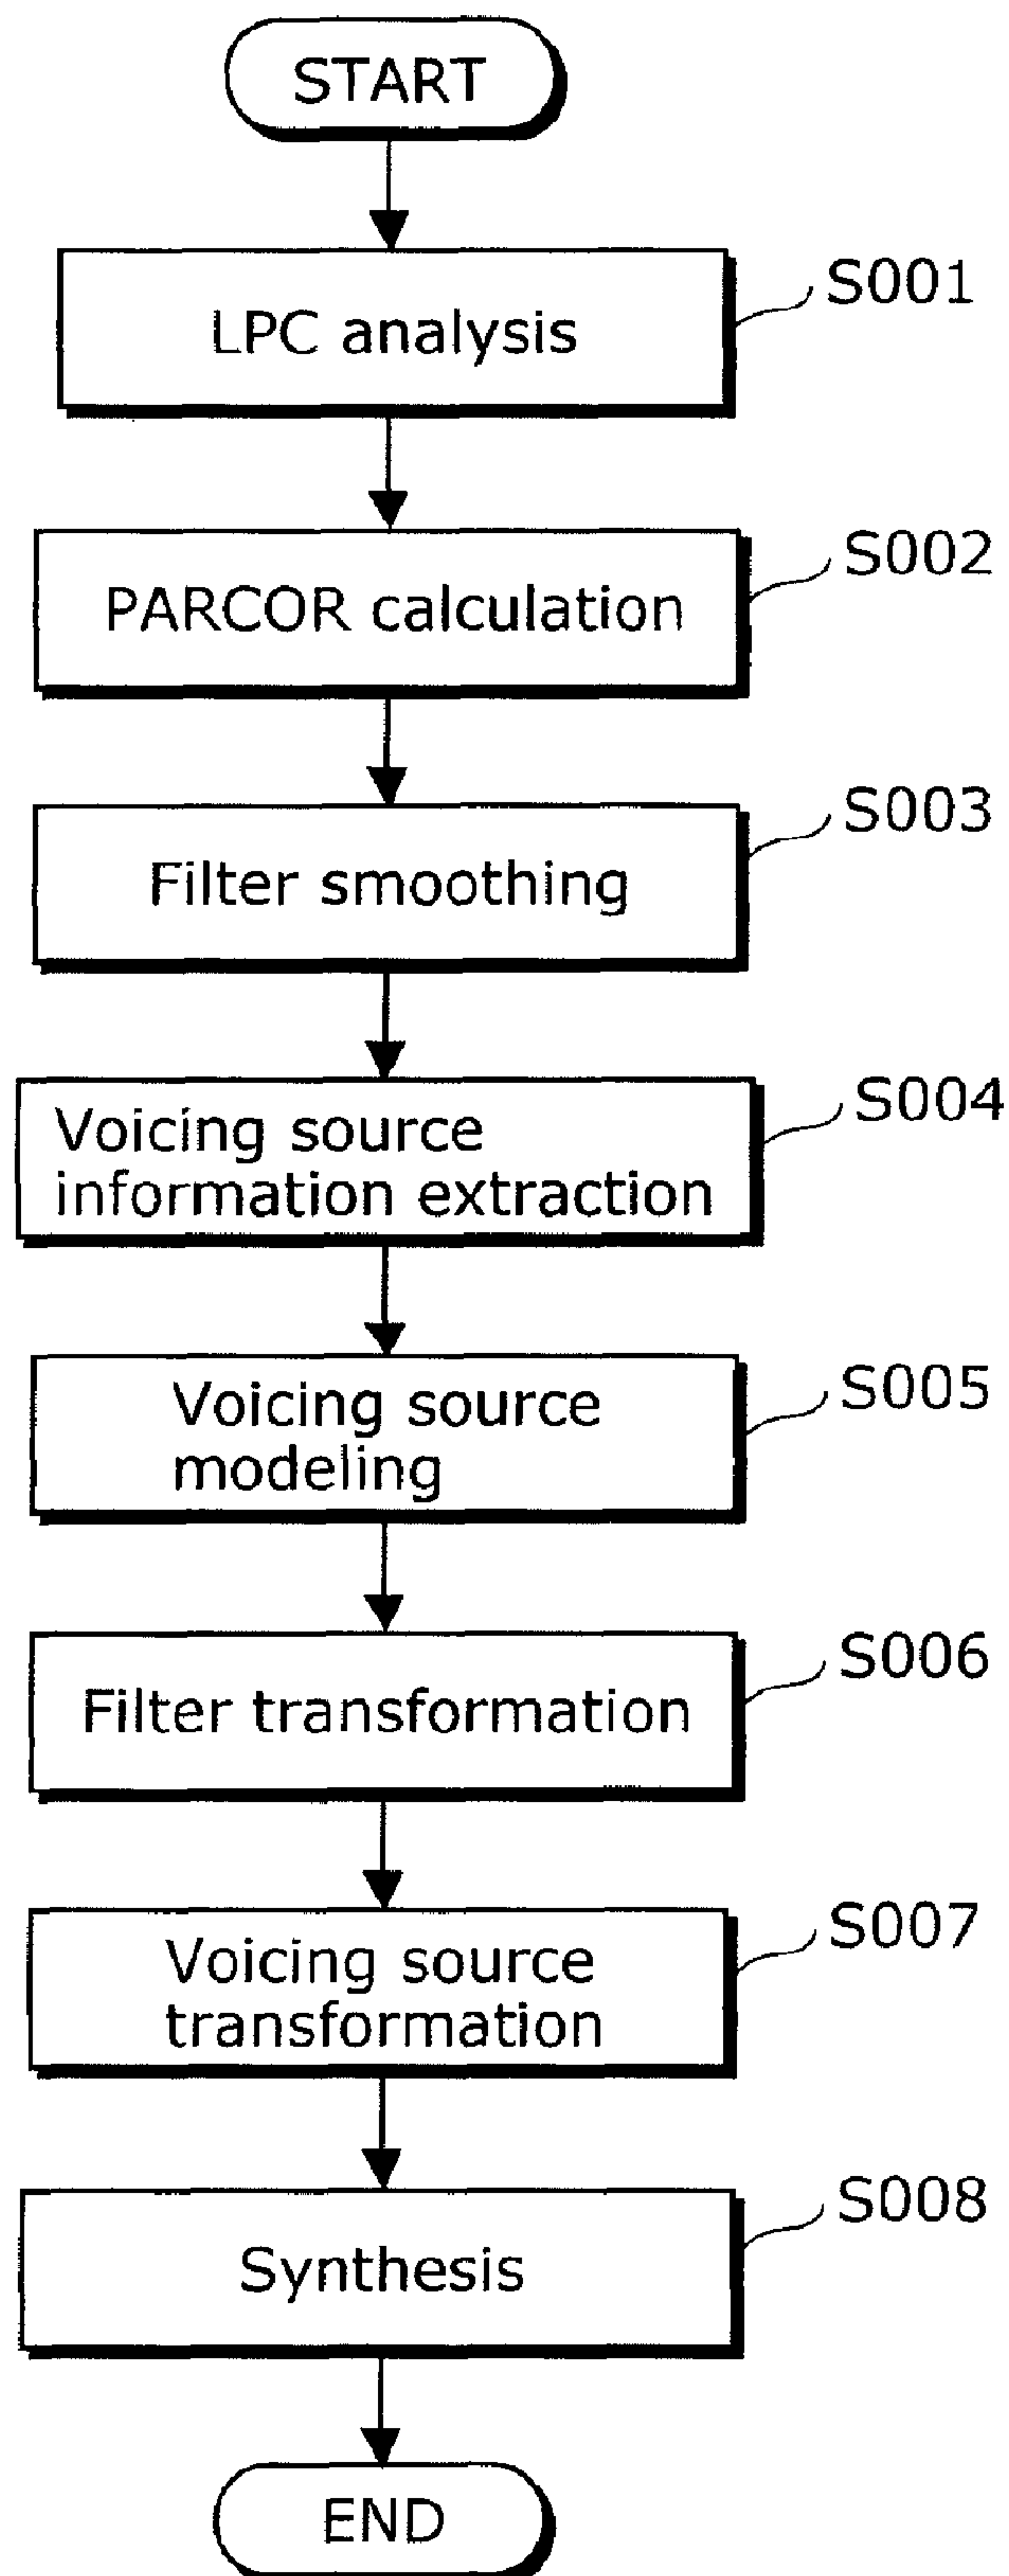 START
LPC analysis
S001
PARCOR calculation
S002
Filter smoothing
S003
Voicing source
information extraction
S004
Voicing source
modeling
S005
Filter transformation
S006
Voicing source
transformation
S007
Synthesis
S008
END